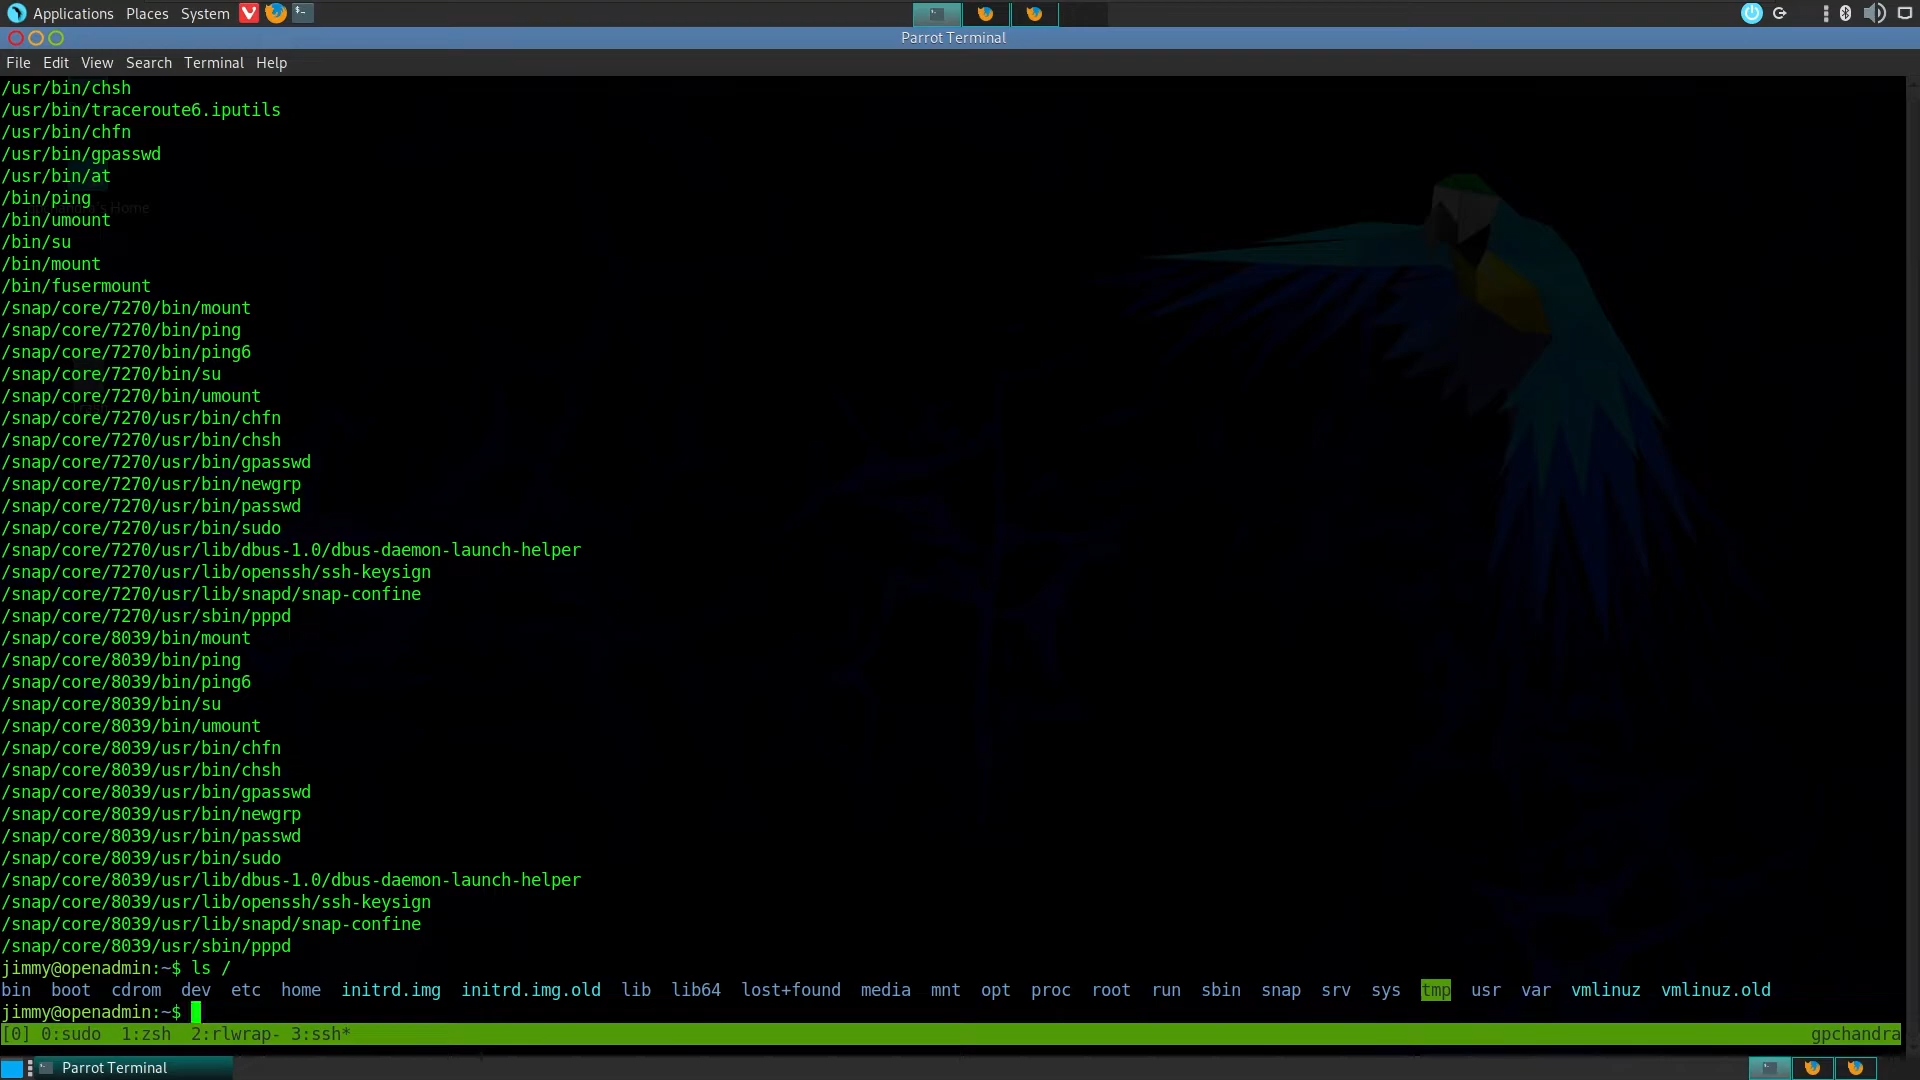 Applications Places System
Parrot Terminal
File Edit View Search Terminal Help
/usr/bin/chsh
/usr/bin/traceroute6.iputils
/usr/bin/chfn
/usr/bin/gpasswd
/usr/bin/at
/bin/ping
/bin/umount
/bin/su
/bin/mount
/bin/fusermount
/snap/core/7270/bin/mount
/snap/core/7270/bin/ping
/snap/core/7270/bin/ping6
/snap/core/7270/bin/su
/snap/core/7270/bin/umount
/snap/core/7270/usr/bin/chfn
/snap/core/7270/usr/bin/chsh
/snap/core/7270/usr/bin/gpasswd
/snap/core/7270/usr/bin/newgrp
/snap/core/7270/usr/bin/passwd
/snap/core/7270/usr/bin/sudo
/snap/core/7270/usr/lib/dbus-1.0/dbus-daemon-launch-helper
/snap/core/7270/usr/lib/openssh/ssh-keysign
/snap/core/7270/usr/lib/snapd/snap-confine
/snap/core/7270/usr/sbin/pppd
/snap/core/8039/bin/mount
/snap/core/8039/bin/ping
/snap/core/8039/bin/ping6
/snap/core/8039/bin/su
/snap/core/8039/bin/umount
/snap/core/8039/usr/bin/chfn
/snap/core/8039/usr/bin/chsh
/snap/core/8039/usr/bin/gpasswd
/snap/core/8039/usr/bin/newgrp
/snap/core/8039/usr/bin/passwd
/snap/core/8039/usr/bin/sudo
/snap/core/8039/usr/lib/dbus-1.0/dbus-daemon-launch-helper
/snap/core/8039/usr/lib/openssh/ssh-keysign
/snap/core/8039/usr/lib/snapd/snap-confine
/snap/core/8039/usr/sbin/pppd
jimmy@openadmin:~$ ls /
bin boot cdrom dev etc home initrd.img initrd.img.old lib lib64 lost+found media mnt opt proc root run sbin snap srv sys tmp usr var vmlinuz vmlinuz.old
jimmy@openadmin:~$
[0] 0:sudo 1:zsh 2:rlwrap- 3:ssh* gpchandra
Parrot Terminal